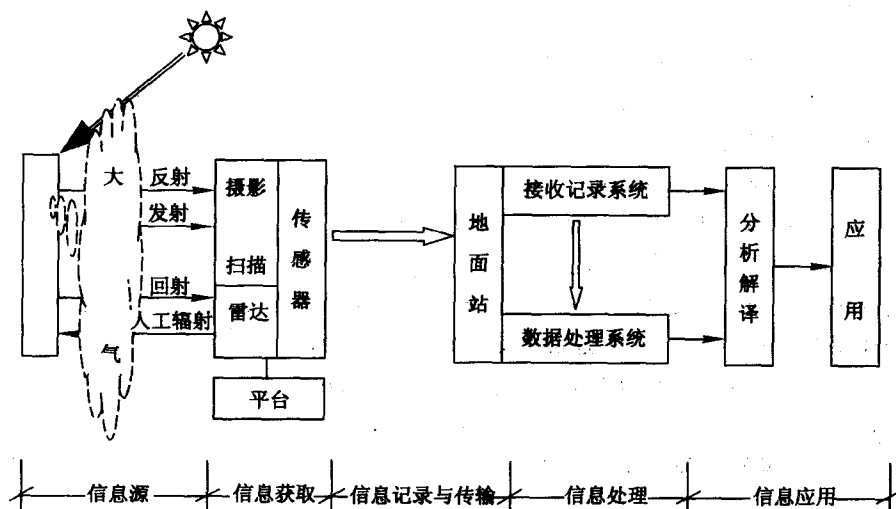 大气
反射
发射
回射
人工辐射
摄影
扫描
雷达
传感器
平台
地面站
接收记录系统
数据处理系统
分析解译
应用
信息源
信息获取
信息记录与传输
信息处理
信息应用